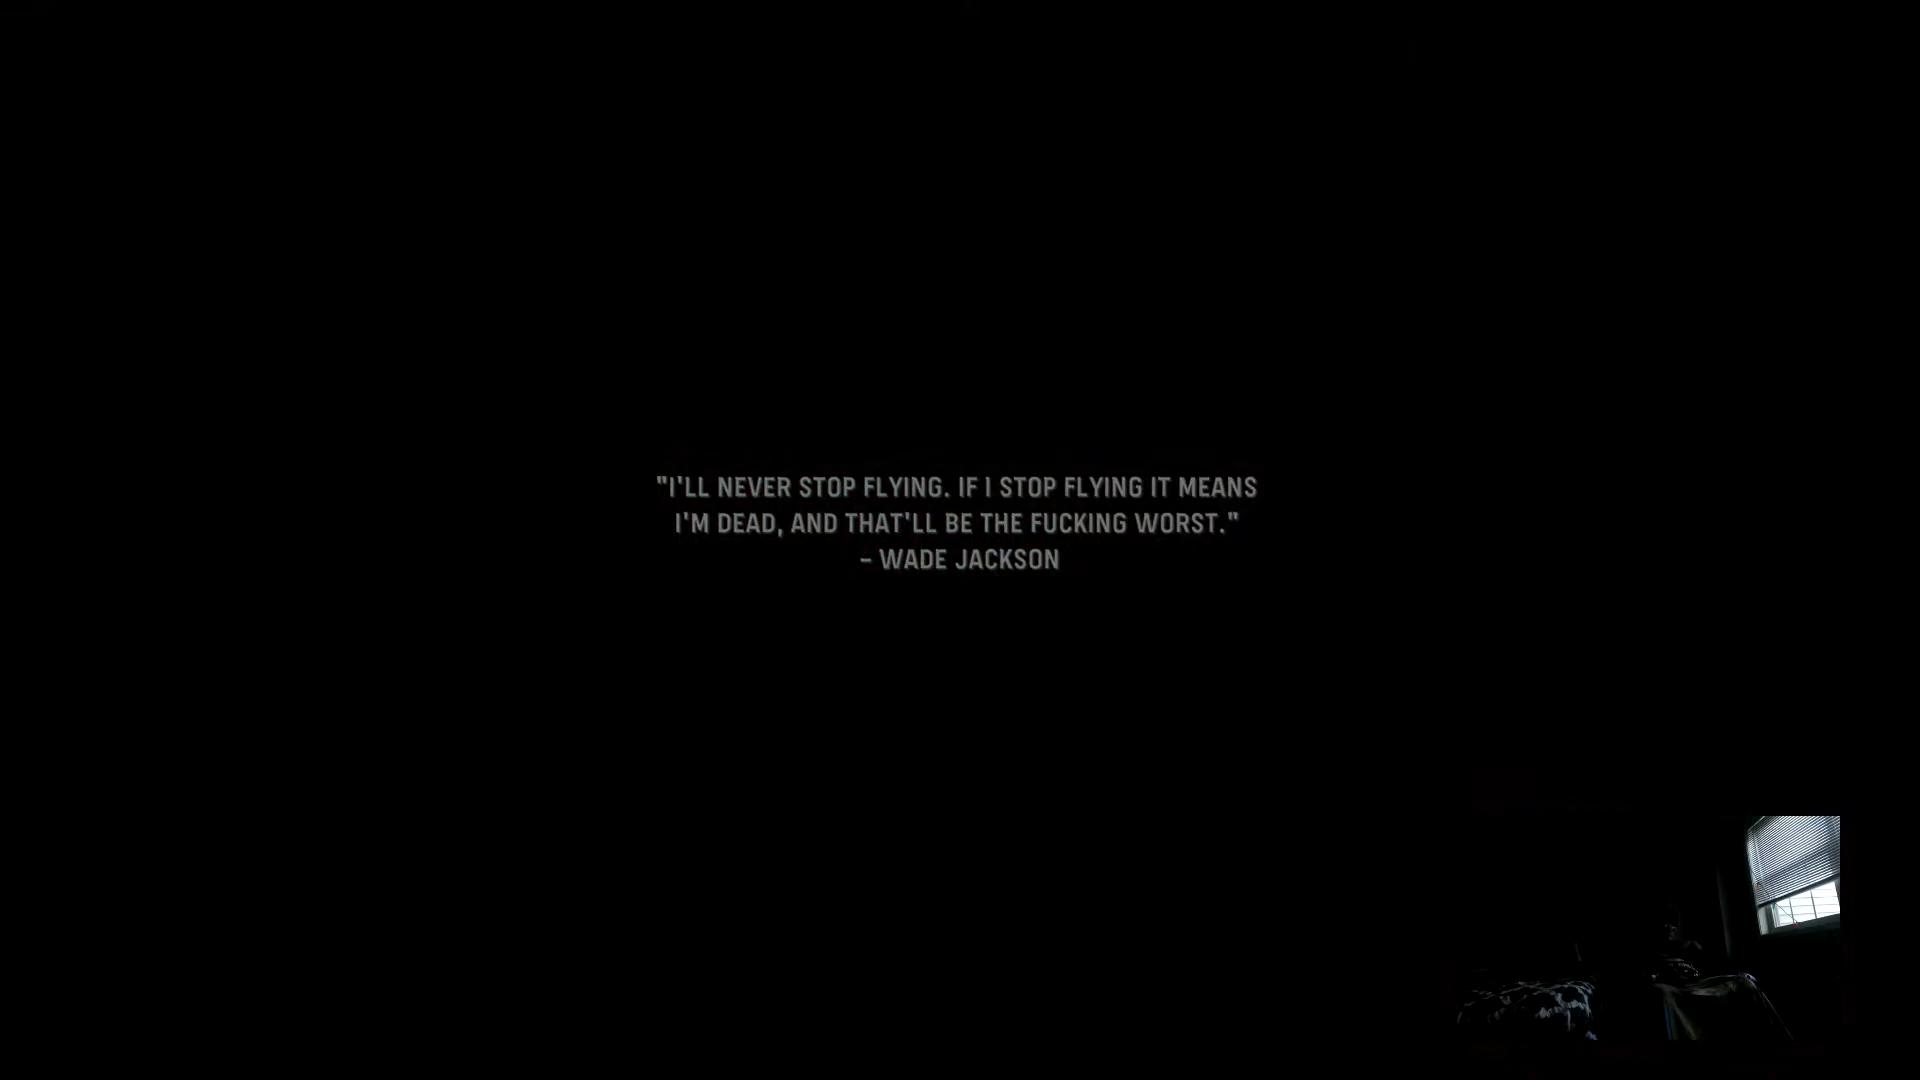 "I'LL NEVER STOP FLYING. IF I STOP FLYING IT MEANS
I'M DEAD, AND THAT'LL BE THE FUCKING WORST."
– WADE JACKSON